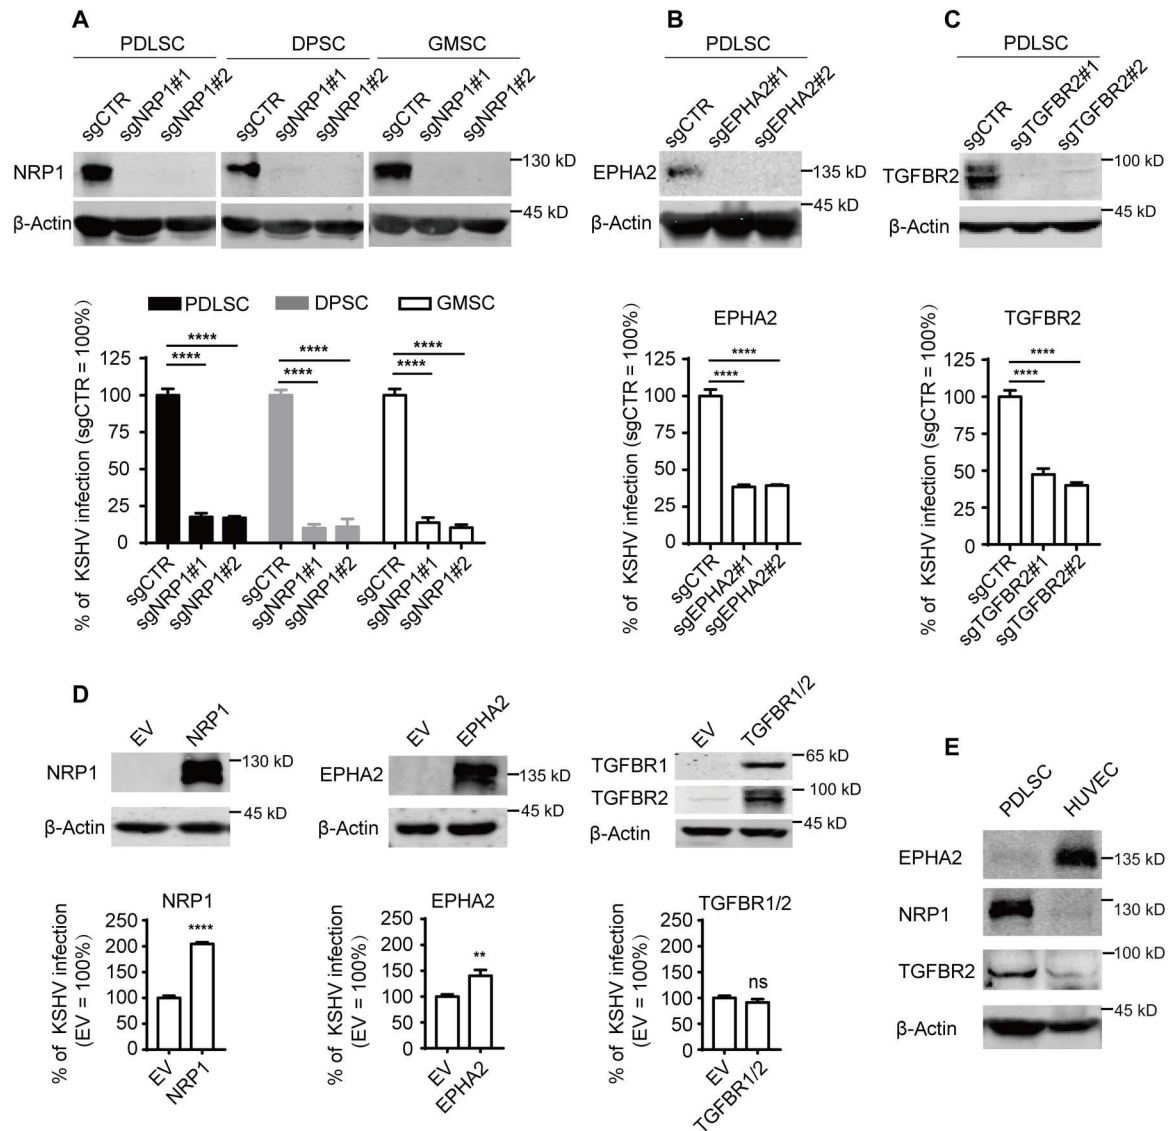 A
PDLSC DPSC GMSC
sgCTR sgNRP1#1 sgNRP1#2 sgCTR sgNRP1#1 sgNRP1#2 sgCTR sgNRP1#1 sgNRP1#2
NRP1 130 kD
β-Actin 45 kD
PDLSC DPSC GMSC
% of KSHV infection (sgCTR = 100%)
125
100
75
50
25
0
**** **** ****
**** **** ****
sgCTR sgNRP1#1 sgNRP1#2 sgCTR sgNRP1#1 sgNRP1#2 sgCTR sgNRP1#1 sgNRP1#2
B
PDLSC
sgCTR sgEPHA2#1 sgEPHA2#2
EPHA2 135 kD
β-Actin 45 kD
EPHA2
% of KSHV infection (sgCTR = 100%)
125
100
75
50
25
0
****
****
sgCTR sgEPHA2#1 sgEPHA2#2
C
PDLSC
sgCTR sgTGFBR2#1 sgTGFBR2#2
TGFBR2 100 kD
β-Actin 45 kD
TGFBR2
% of KSHV infection (sgCTR = 100%)
125
100
75
50
25
0
****
****
sgCTR sgTGFBR2#1 sgTGFBR2#2
D
EV NRP1
NRP1 130 kD
β-Actin 45 kD
NRP1
% of KSHV infection
(EV = 100%)
250
200
150
100
50
0
****
EV NRP1
EV EPHA2
EPHA2 135 kD
β-Actin 45 kD
EPHA2
% of KSHV infection
(EV = 100%)
250
200
150
100
50
0
**
EV EPHA2
EV TGFBR1/2
TGFBR1 65 kD
TGFBR2 100 kD
β-Actin 45 kD
TGFBR1/2
% of KSHV infection
(EV = 100%)
250
200
150
100
50
0
ns
EV TGFBR1/2
E
PDLSC HUVEC
EPHA2 135 kD
NRP1 130 kD
TGFBR2 100 kD
β-Actin 45 kD